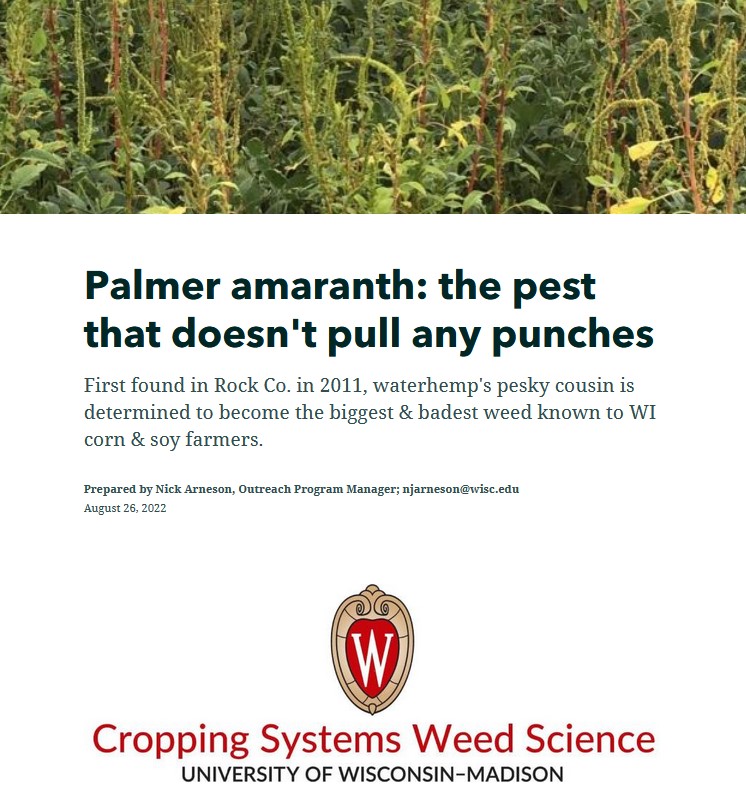 Palmer amaranth: the pest
that doesn't pull any punches
First found in Rock Co. in 2011, waterhemp's pesky cousin is
determined to become the biggest & badest weed known to WI
corn & soy farmers.
Prepared by Nick Arneson, Outreach Program Manager; njarneson@wisc.edu
August 26, 2022
W
Cropping Systems Weed Science
UNIVERSITY OF WISCONSIN–MADISON